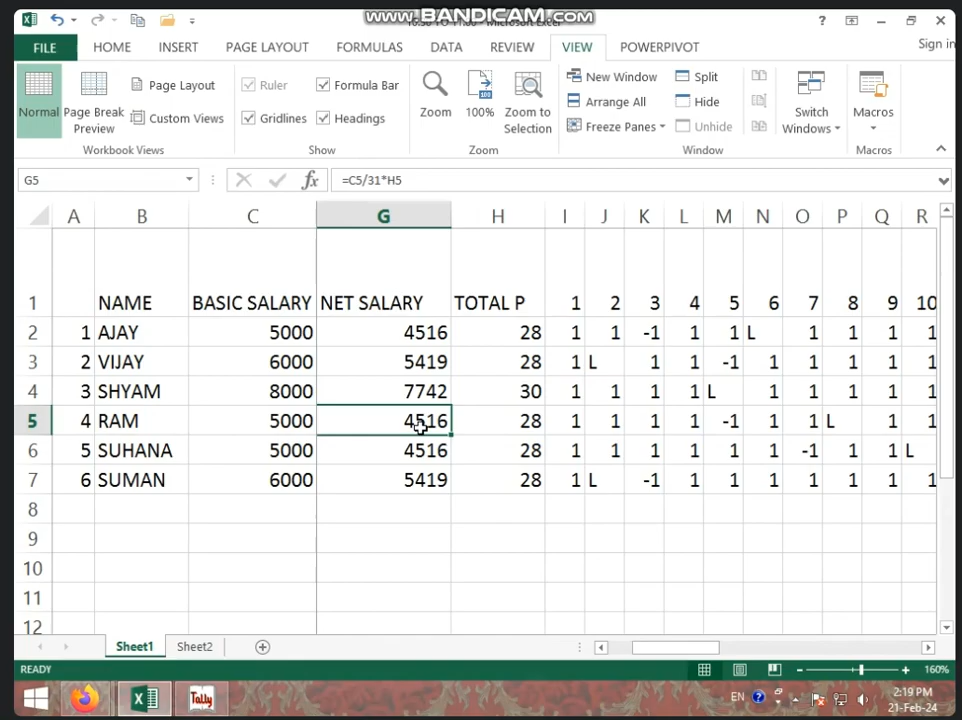 www.BANDICAM.com
FILE HOME INSERT PAGE LAYOUT FORMULAS DATA REVIEW VIEW POWERPIVOT Sign in
Normal Page Break Preview Page Layout Custom Views
Workbook Views
Ruler Formula Bar
Gridlines Headings
Show
Zoom 100% Zoom to Selection
Zoom
New Window Split
Arrange All Hide
Freeze Panes Unhide
Switch Windows
Window
Macros
Macros
G5 fx =C5/31*H5
A B C G H I J K L M N O P Q R
1 NAME BASIC SALARY NET SALARY TOTAL P 1 2 3 4 5 6 7 8 9 10
2 1 AJAY 5000 4516 28 1 1 -1 1 1 L 1 1 1 1
3 2 VIJAY 6000 5419 28 1 L 1 1 -1 1 1 1 1 1
4 3 SHYAM 8000 7742 30 1 1 1 1 L 1 1 1 1 1
5 4 RAM 5000 4516 28 1 1 1 1 -1 1 1 L 1 1
6 5 SUHANA 5000 4516 28 1 1 1 1 1 1 -1 1 1 L
7 6 SUMAN 6000 5419 28 1 L -1 1 1 1 1 1 1 1
8
9
10
11
12
Sheet1 Sheet2
READY 160%
Tally EN 2:19 PM
21-Feb-24